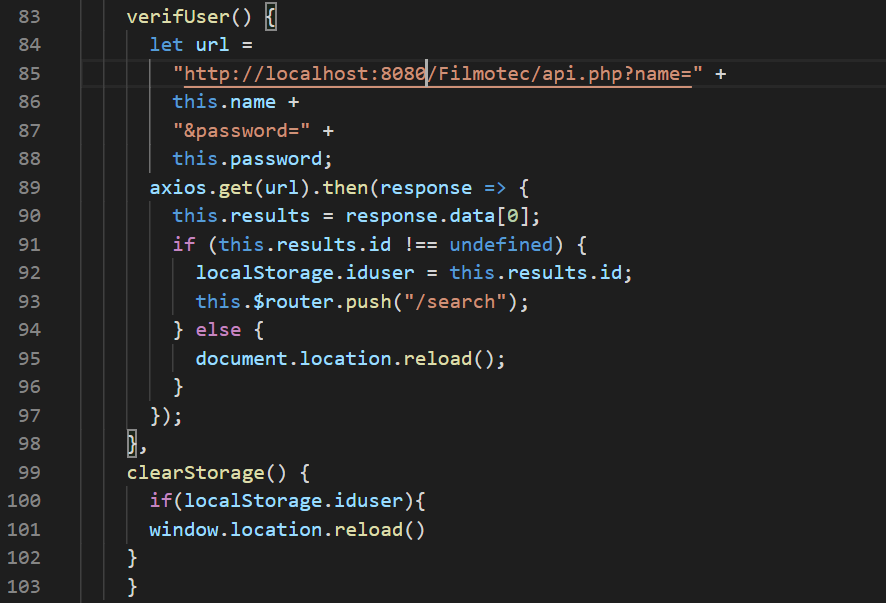 83 verifUser() {
84 let url =
85 "http://localhost:8080/Filmotec/api.php?name=" +
86 this.name +
87 "&password=" +
88 this.password;
89 axios.get(url).then(response => {
90 this.results = response.data[0];
91 if (this.results.id !== undefined) {
92 localStorage.iduser = this.results.id;
93 this.$router.push("/search");
94 } else {
95 document.location.reload();
96 }
97 });
98 },
99 clearStorage() {
100 if(localStorage.iduser){
101 window.location.reload()
102 }
103 }